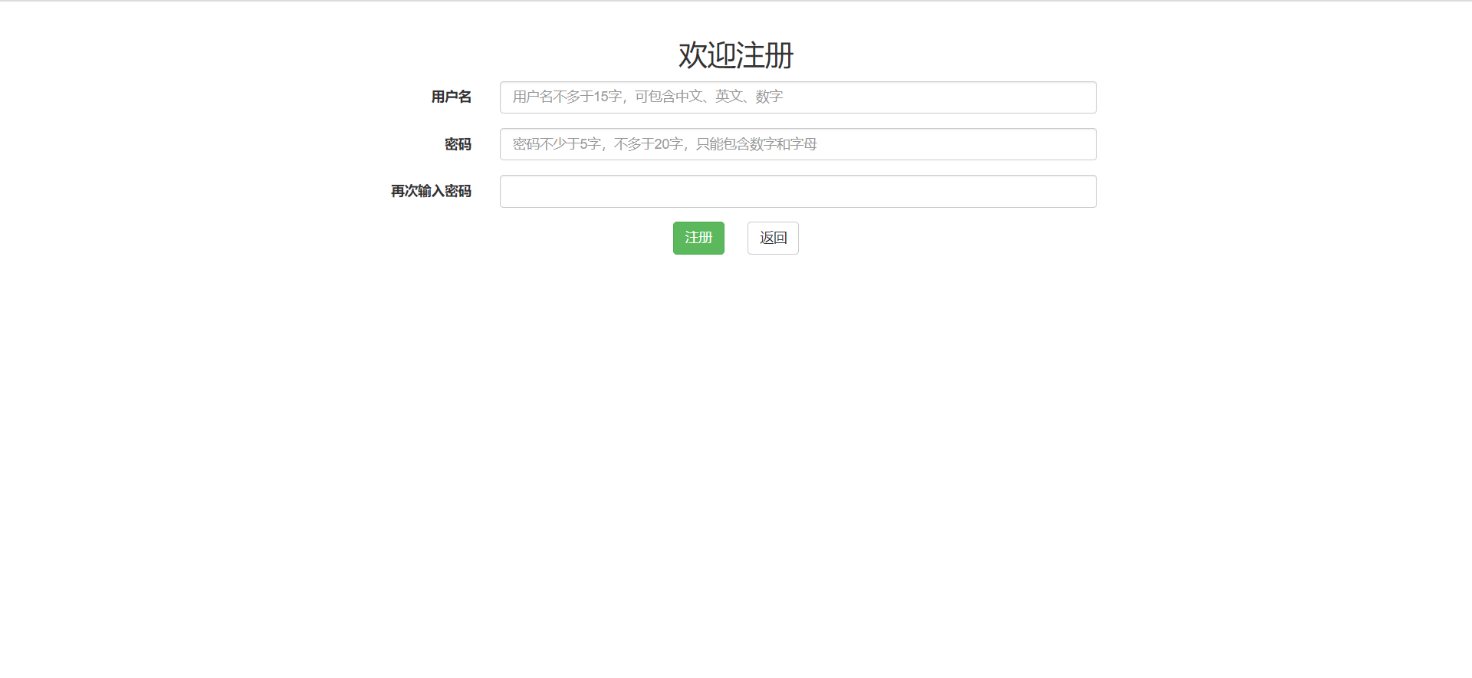 欢迎注册
用户名 用户名不多于15字，可包含中文、英文、数字
密码 密码不少于5字，不多于20字，只能包含数字和字母
再次输入密码
注册 返回